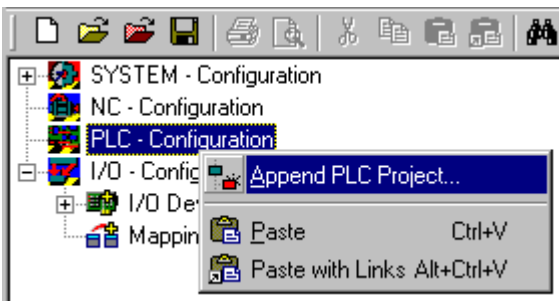 SYSTEM - Configuration
NC - Configuration
PLC - Configuration
I/O - Config
Append PLC Project...
I/O De
Paste Ctrl+V
Mappin
Paste with Links Alt+Ctrl+V